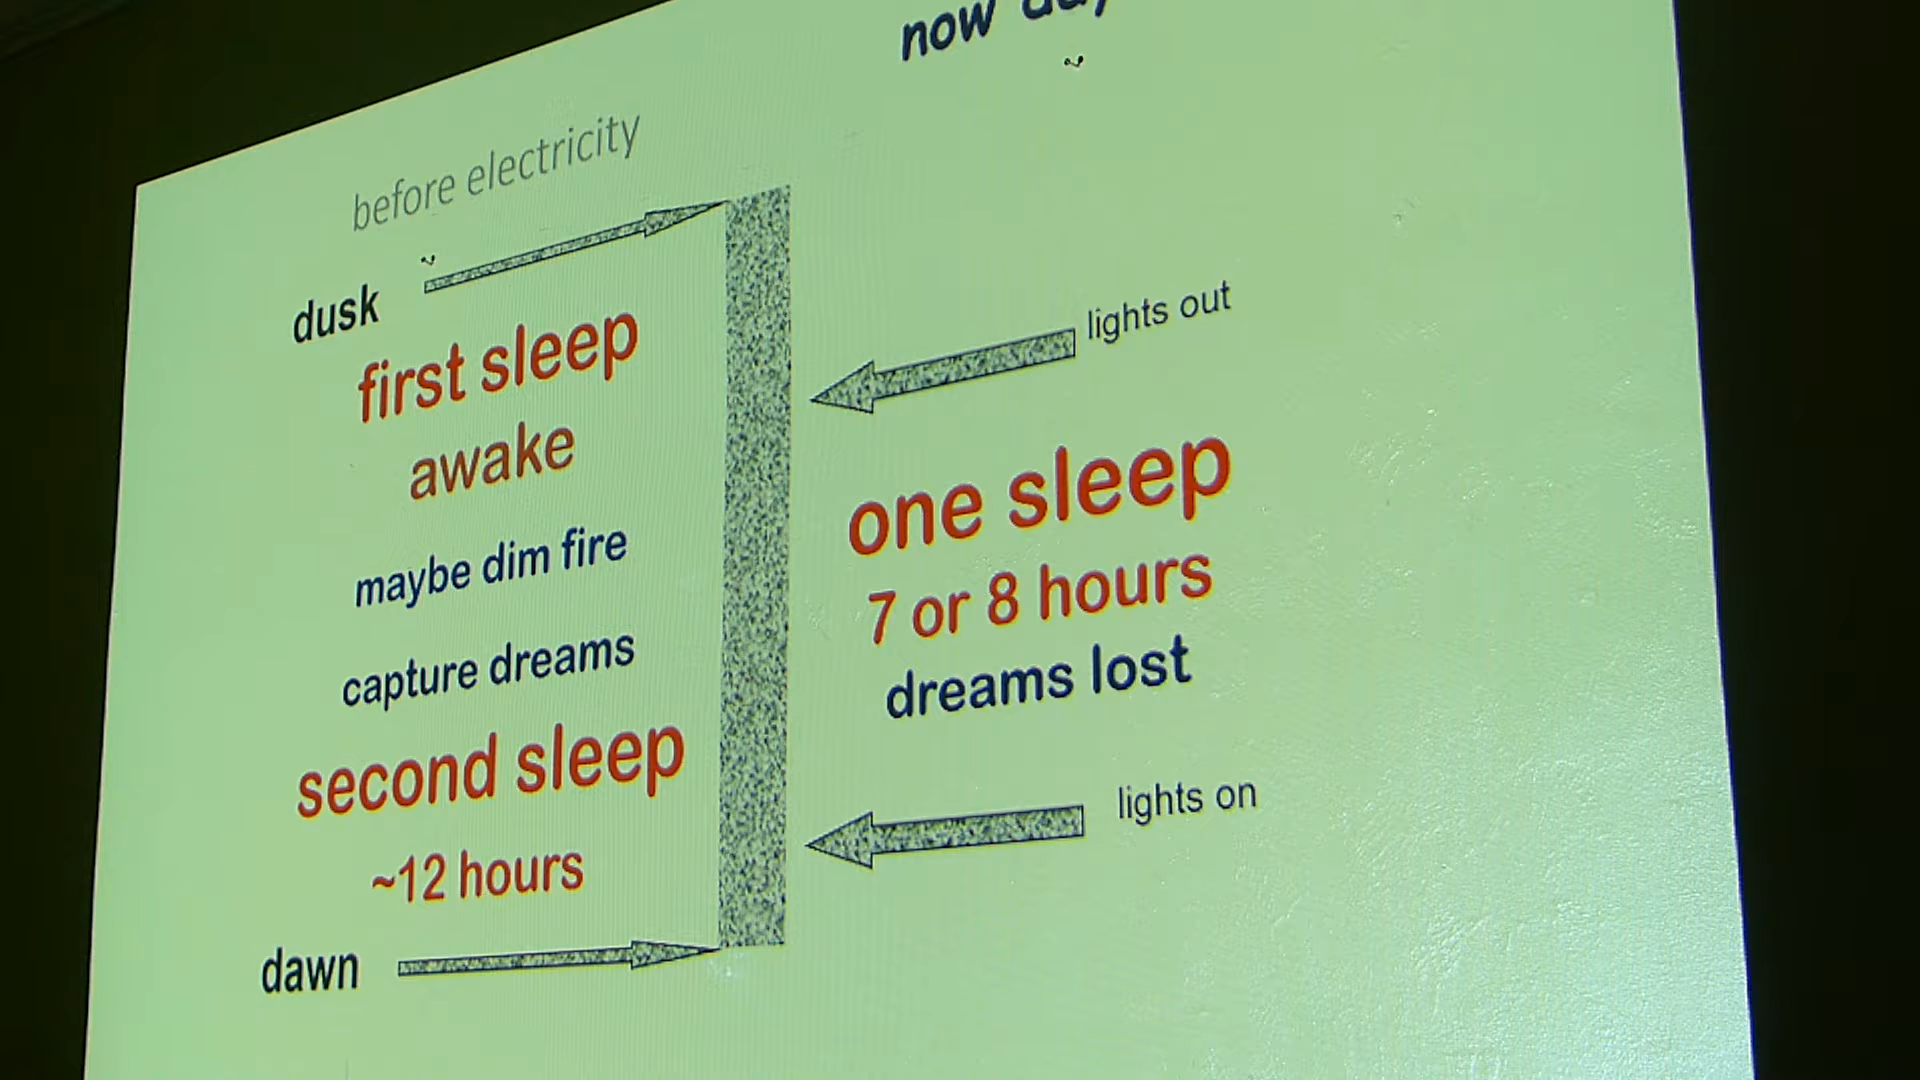 now
before electricity
dusk
first sleep
awake
maybe dim fire
capture dreams
second sleep
~12 hours
dawn
lights out
one sleep
7 or 8 hours
dreams lost
lights on